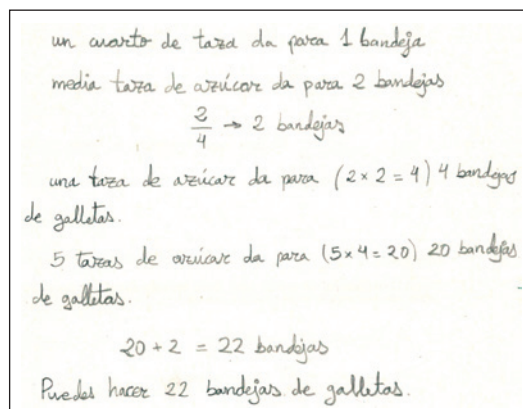 un cuarto de taza da para 1 bandeja
media taza de azúcar da para 2 bandejas
2/4 → 2 bandejas
una taza de azúcar da para (2 × 2 = 4) 4 bandejas
de galletas.
5 tazas de azúcar da para (5 × 4 = 20) 20 bandejas
de galletas.
20 + 2 = 22 bandejas
Puedes hacer 22 bandejas de galletas.